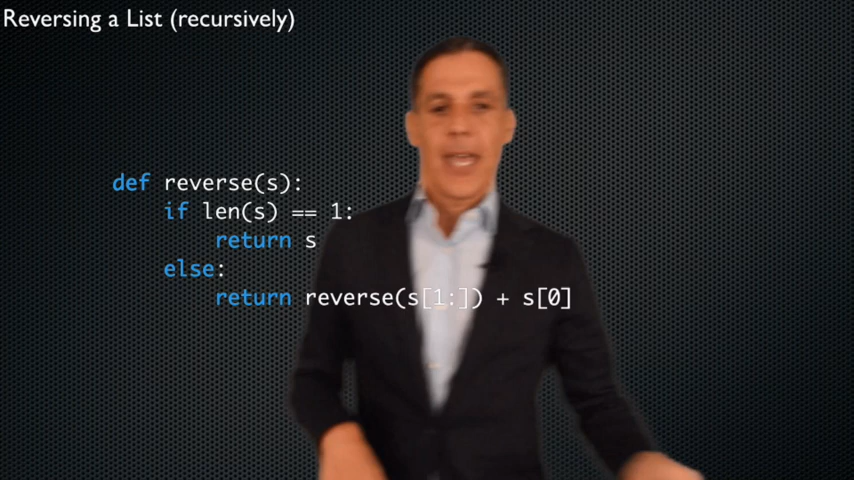 Reversing a List (recursively)
def reverse(s):
    if len(s) == 1:
        return s
    else:
        return reverse(s[1:]) + s[0]